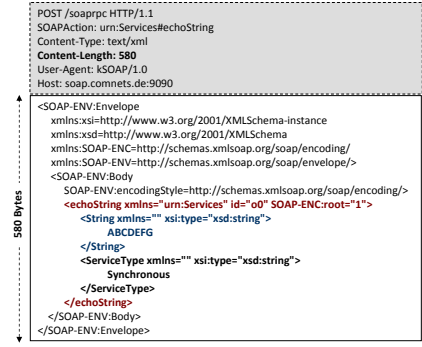 POST /soaprpc HTTP/1.1
SOAPAction: urn:Services#echoString
Content-Type: text/xml
Content-Length: 580
User-Agent: kSOAP/1.0
Host: soap.comnets.de:9090
580 Bytes
<SOAP-ENV:Envelope
xmlns:xsi=http://www.w3.org/2001/XMLSchema-instance
xmlns:xsd=http://www.w3.org/2001/XMLSchema
xmlns:SOAP-ENC=http://schemas.xmlsoap.org/soap/encoding/
xmlns:SOAP-ENV=http://schemas.xmlsoap.org/soap/envelope/>
<SOAP-ENV:Body
SOAP-ENV:encodingStyle=http://schemas.xmlsoap.org/soap/encoding/>
<echoString xmlns="urn:Services" id="o0" SOAP-ENC:root="1">
<String xmlns="" xsi:type="xsd:string">
ABCDEFG
</String>
<ServiceType xmlns="" xsi:type="xsd:string">
Synchronous
</ServiceType>
</echoString>
</SOAP-ENV:Body>
</SOAP-ENV:Envelope>